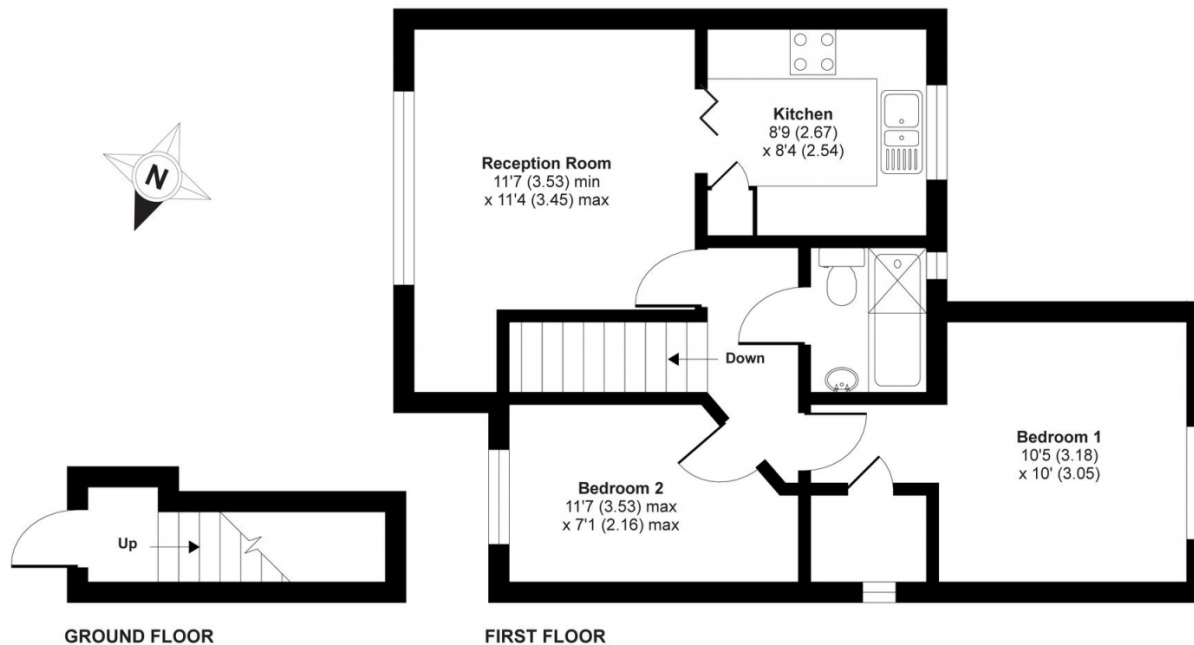 Kitchen
8'9 (2.67)
x 8'4 (2.54)
Reception Room
11'7 (3.53) min
x 11'4 (3.45) max
N
Down
Bedroom 1
10'5 (3.18)
x 10' (3.05)
Bedroom 2
11'7 (3.53) max
x 7'1 (2.16) max
Up
GROUND FLOOR
FIRST FLOOR